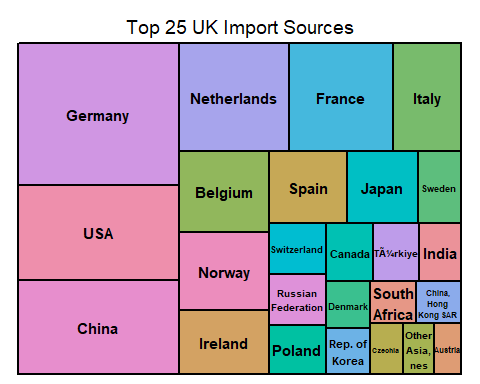 Top 25 UK Import Sources
Germany
Netherlands
France
Italy
Belgium
Spain
Japan
Sweden
USA
Norway
Switzerland
Canada
TÃ¼rkiye
India
Russian
Federation
Denmark
South
Africa
China,
Hong
Kong SAR
China
Ireland
Poland
Rep. of
Korea
Czechia
Other
Asia,
nes
Austria